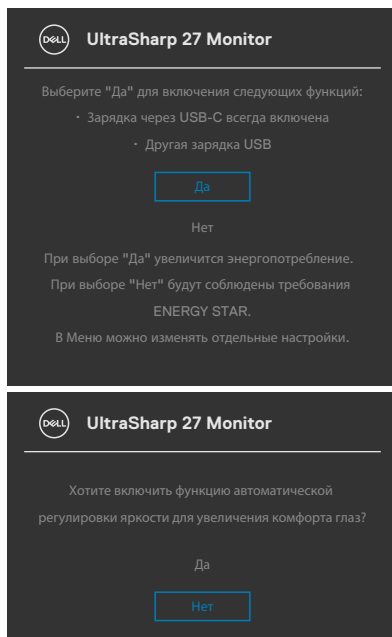 DELL UltraSharp 27 Monitor
Выберите "Да" для включения следующих функций:
· Зарядка через USB-C всегда включена
· Другая зарядка USB
Да
Нет
При выборе "Да" увеличится энергопотребление.
При выборе "Нет" будут соблюдены требования
ENERGY STAR.
В Меню можно изменять отдельные настройки.
DELL UltraSharp 27 Monitor
Хотите включить функцию автоматической
регулировки яркости для увеличения комфорта глаз?
Да
Нет